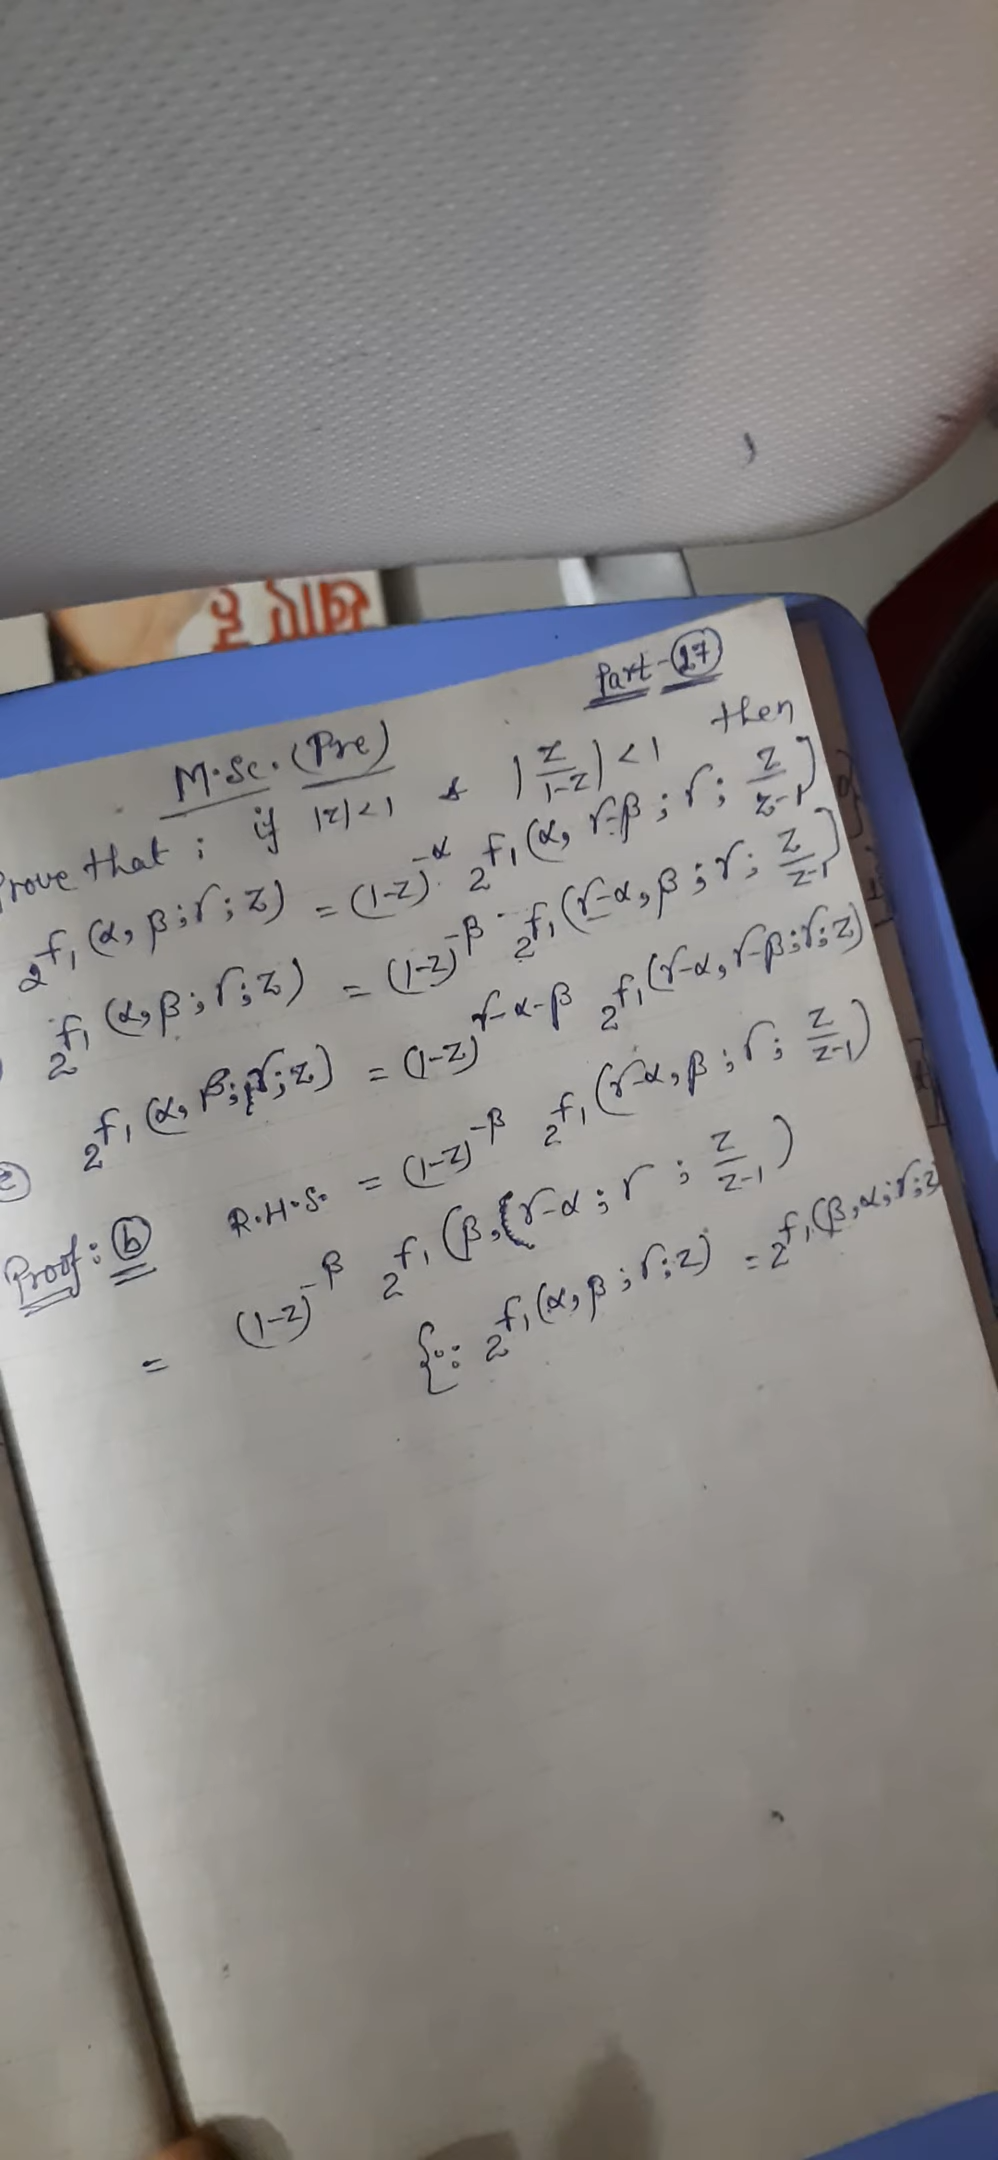 Part-27
M.Sc. (Pre)
Prove that ; if |z|<1 & |z/(1-z)| <1 then
₂f₁ (α, β ; r ; z) = (1-z)^-α . ₂f₁ (α, r-β ; r ; z/(z-1))
₂f₁ (α, β ; r ; z) = (1-z)^-β . ₂f₁ (r-α, β ; r ; z/(z-1))
₂f₁ (α, β ; r ; z) = (1-z)^r-α-β ₂f₁ (r-α, r-β ; r ; z)
Proof : (b) R.H.S. = (1-z)^-β ₂f₁ (r-α, β ; r ; z/(z-1))
= (1-z)^-β ₂f₁ (β, (r-α ; r ; z/(z-1))
{∵ ₂f₁ (α, β ; r ; z) = ₂f₁ (β, α ; r ; z)